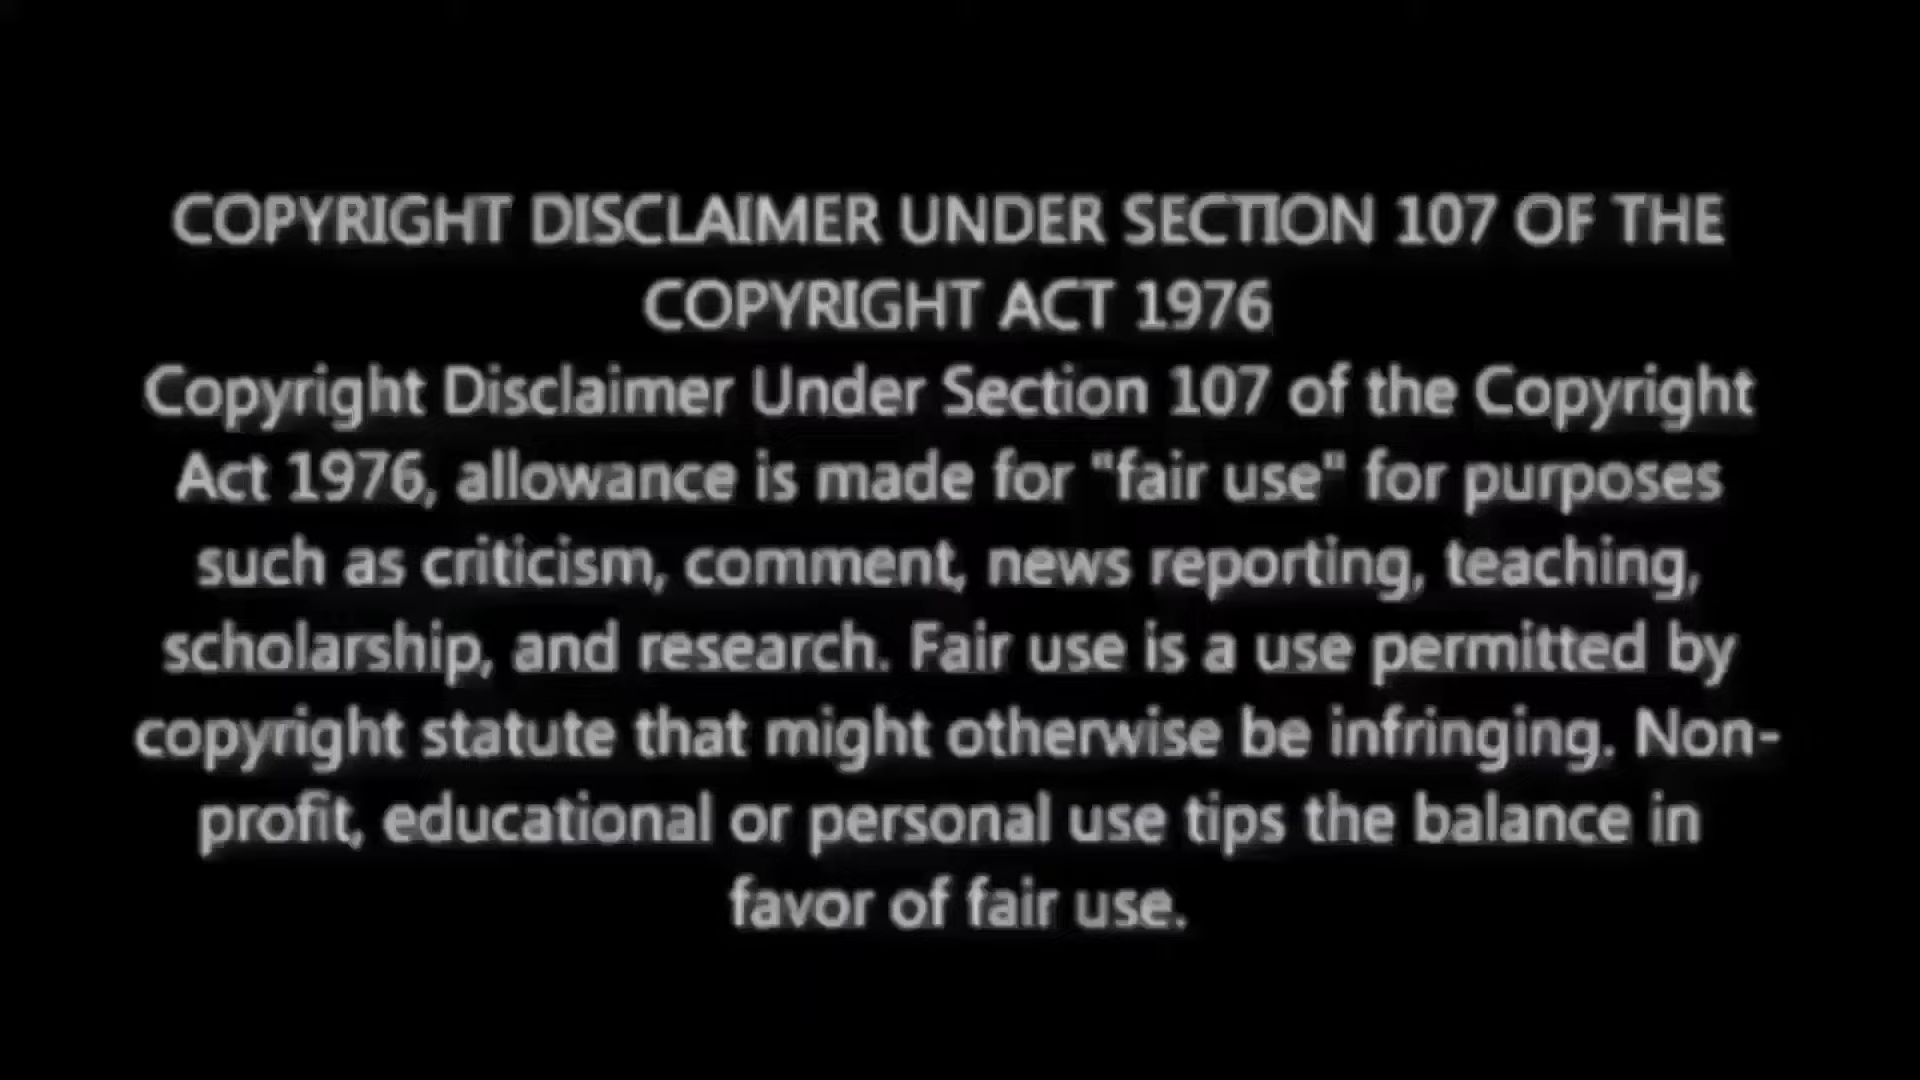 COPYRIGHT DISCLAIMER UNDER SECTION 107 OF THE
COPYRIGHT ACT 1976
Copyright Disclaimer Under Section 107 of the Copyright
Act 1976, allowance is made for "fair use" for purposes
such as criticism, comment, news reporting, teaching,
scholarship, and research. Fair use is a use permitted by
copyright statute that might otherwise be infringing. Non-
profit, educational or personal use tips the balance in
favor of fair use.